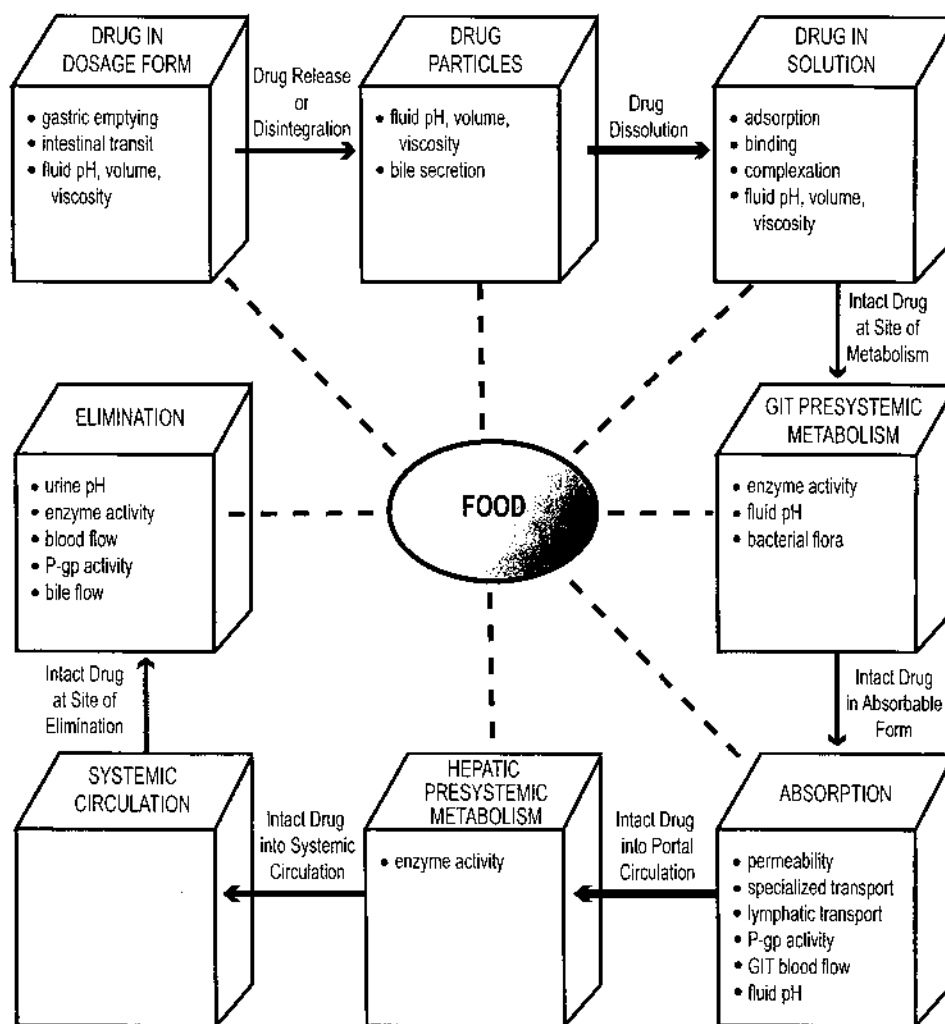 DRUG IN
DOSAGE FORM
• gastric emptying
• intestinal transit
• fluid pH, volume,
viscosity
Drug Release
or
Disintegration
DRUG
PARTICLES
• fluid pH, volume,
viscosity
• bile secretion
Drug
Dissolution
DRUG IN
SOLUTION
• adsorption
• binding
• complexation
• fluid pH, volume,
viscosity
Intact Drug
at Site of
Metabolism
ELIMINATION
• urine pH
• enzyme activity
• blood flow
• P-gp activity
• bile flow
FOOD
GIT PRESYSTEMIC
METABOLISM
• enzyme activity
• fluid pH
• bacterial flora
Intact Drug
at Site of
Elimination
Intact Drug
in Absorbable
Form
SYSTEMIC
CIRCULATION
Intact Drug
into Systemic
Circulation
HEPATIC
PRESYSTEMIC
METABOLISM
• enzyme activity
Intact Drug
into Portal
Circulation
ABSORPTION
• permeability
• specialized transport
• lymphatic transport
• P-gp activity
• GIT blood flow
• fluid pH